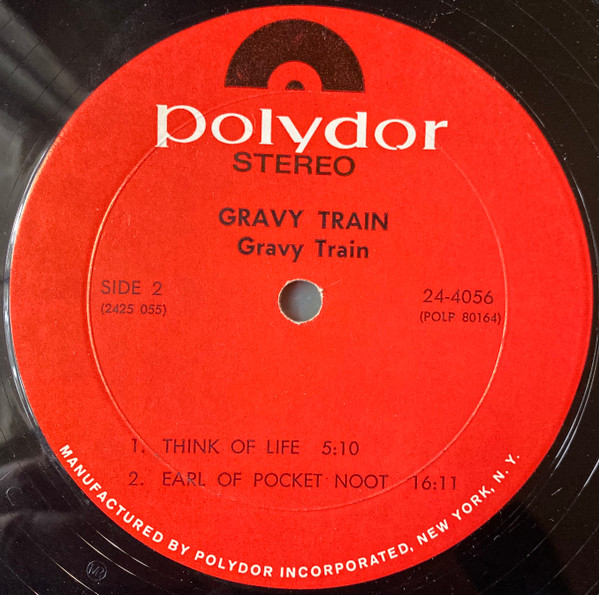 polydor
STEREO
GRAVY TRAIN
Gravy Train
SIDE 2
(2425 055)
24-4056
(POLP 80164)
1. THINK OF LIFE 5:10
2. EARL OF POCKET NOOT 16:11
MANUFACTURED BY POLYDOR INCORPORATED, NEW YORK, N.Y.